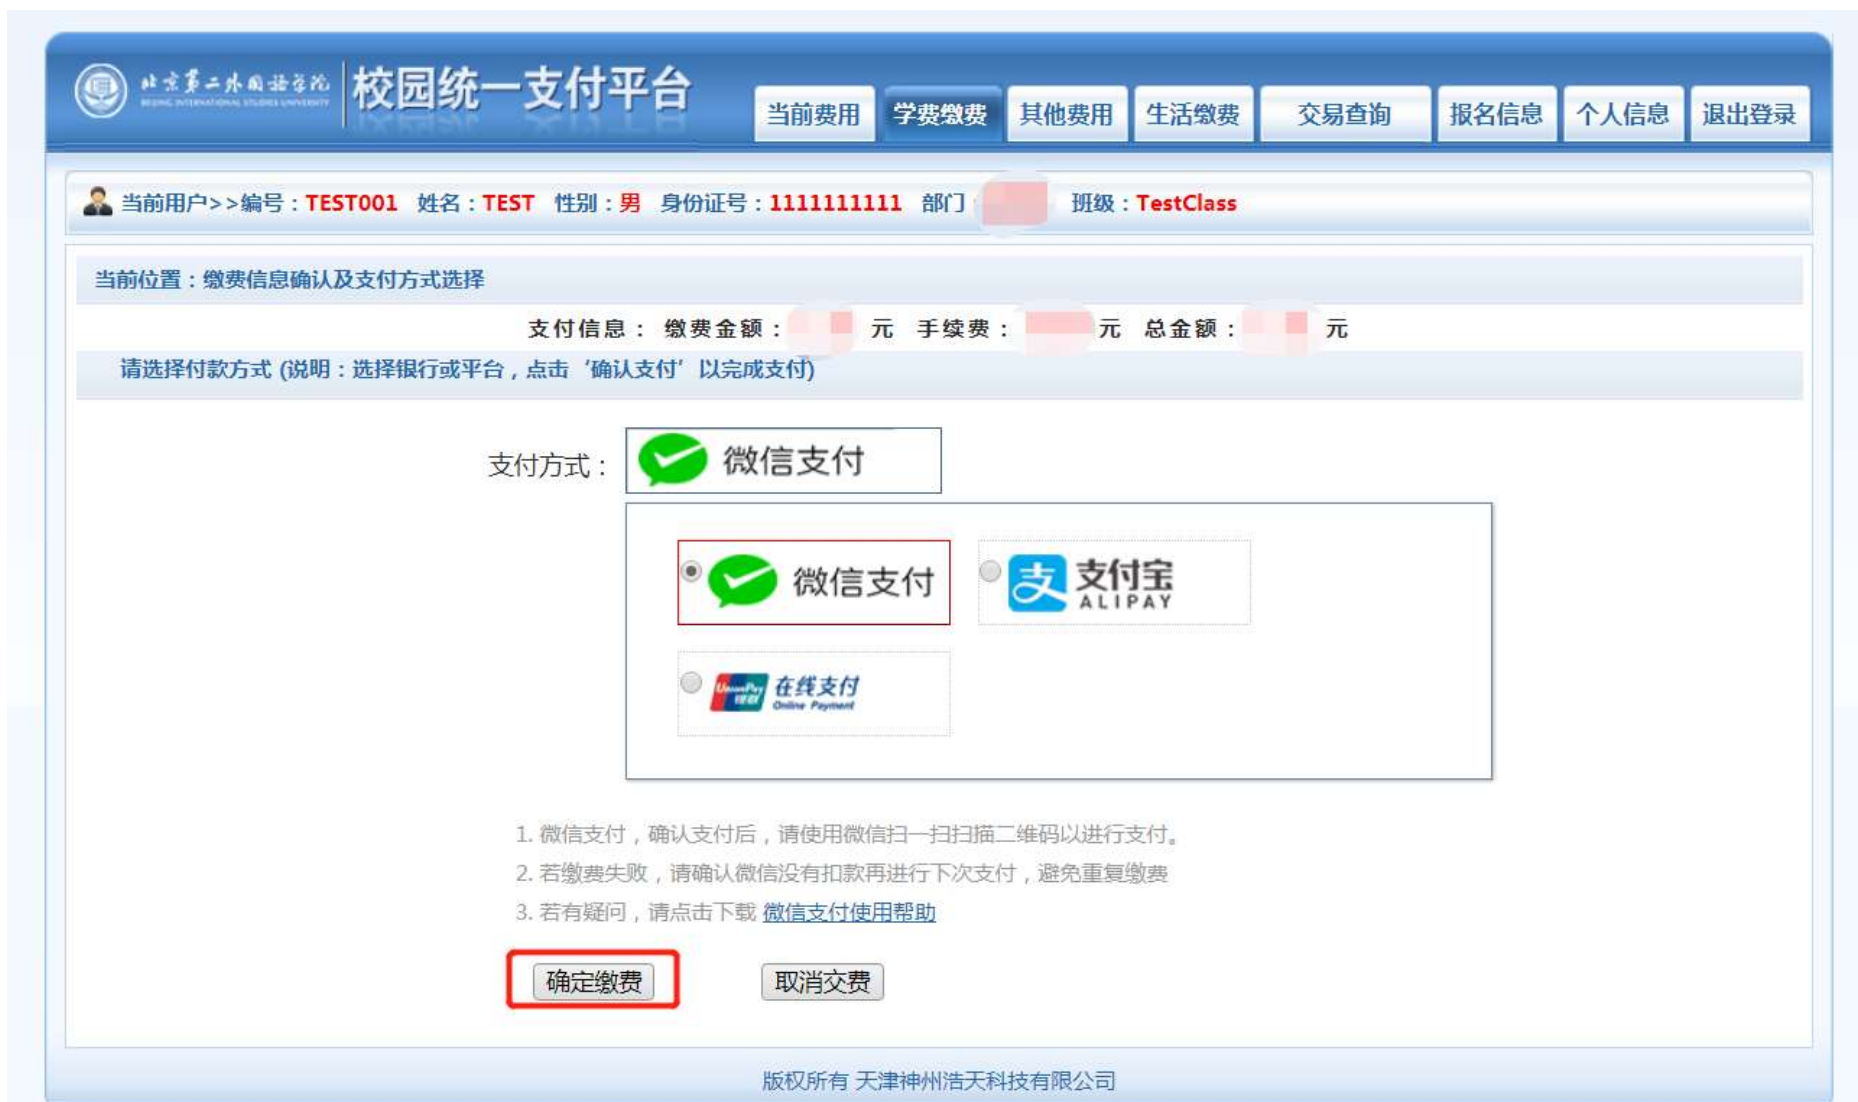 北京第二外国语学院
BEIJING INTERNATIONAL STUDIES UNIVERSITY
校园统一支付平台
当前费用 学费缴费 其他费用 生活缴费 交易查询 报名信息 个人信息 退出登录
当前用户>>编号：TEST001 姓名：TEST 性别：男 身份证号：1111111111 部门 班级：TestClass
当前位置：缴费信息确认及支付方式选择
支付信息： 缴费金额： 元 手续费： 元 总金额： 元
请选择付款方式 (说明：选择银行或平台，点击‘确认支付’以完成支付)
支付方式： 微信支付
微信支付 支付宝
ALIPAY
UnionPay 银联 在线支付
Online Payment
1. 微信支付，确认支付后，请使用微信扫一扫扫描二维码以进行支付。
2. 若缴费失败，请确认微信没有扣款再进行下次支付，避免重复缴费
3. 若有疑问，请点击下载 微信支付使用帮助
确定缴费 取消交费
版权所有 天津神州浩天科技有限公司